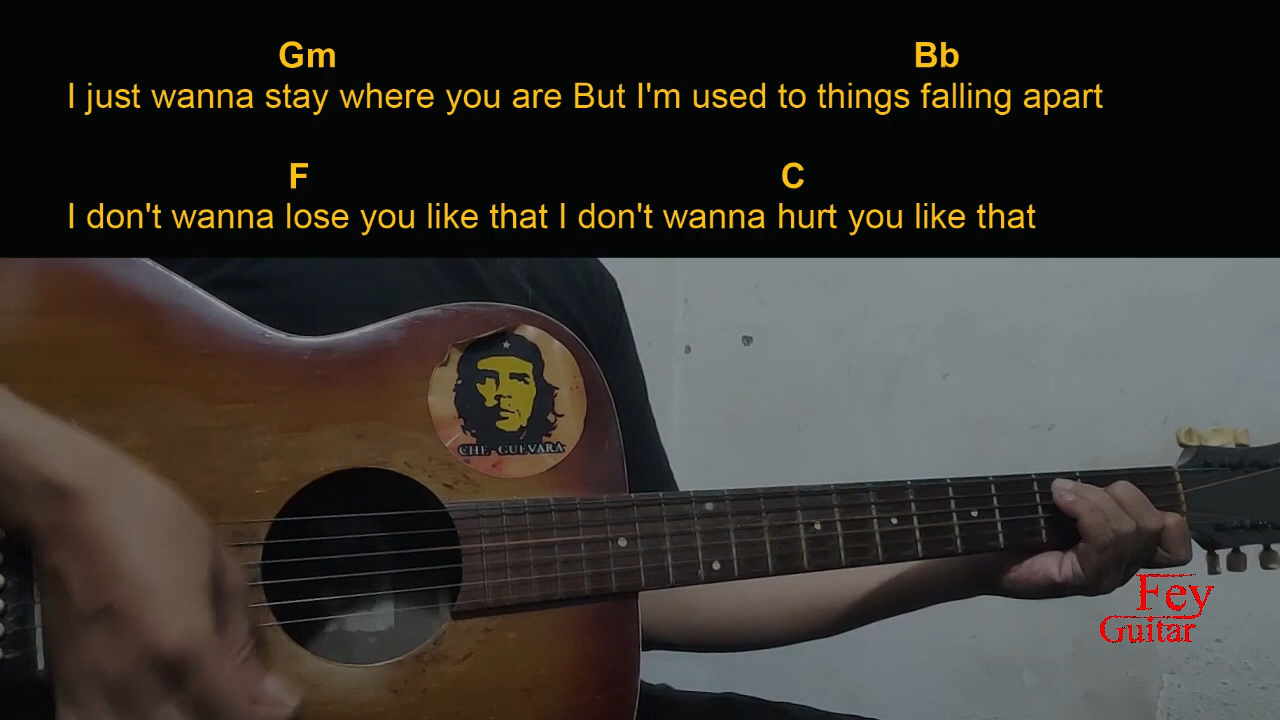 Gm Bb
I just wanna stay where you are But I'm used to things falling apart
F C
I don't wanna lose you like that I don't wanna hurt you like that
CHE GUEVARA
Fey
Guitar